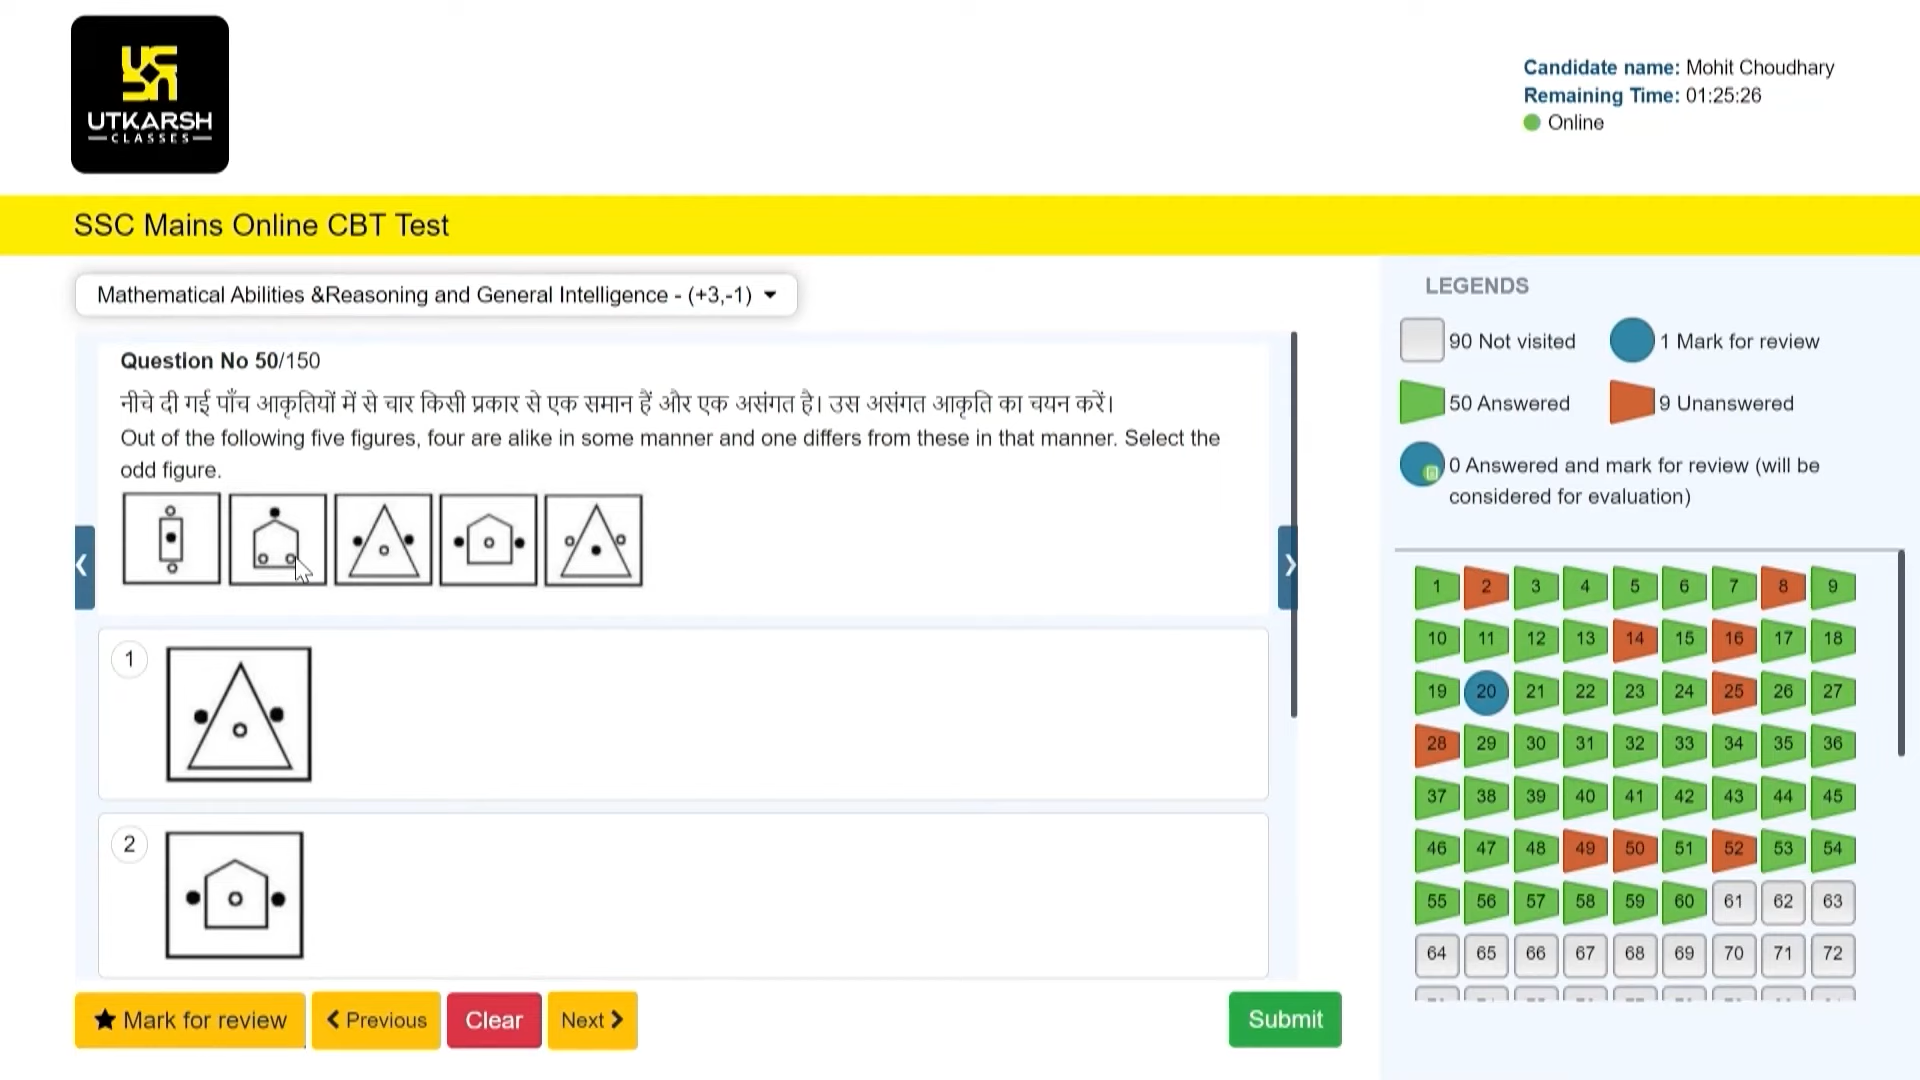 UTKARSH
CLASSES
Candidate name: Mohit Choudhary
Remaining Time: 01:25:26
Online
SSC Mains Online CBT Test
Mathematical Abilities &Reasoning and General Intelligence - (+3,-1)
Question No 50/150
नीचे दी गई पाँच आकृतियों में से चार किसी प्रकार से एक समान हैं और एक असंगत है। उस असंगत आकृति का चयन करें।
Out of the following five figures, four are alike in some manner and one differs from these in that manner. Select the
odd figure.
1
2
Mark for review
Previous
Clear
Next
Submit
LEGENDS
90 Not visited
1 Mark for review
50 Answered
9 Unanswered
0 Answered and mark for review (will be
considered for evaluation)
1 2 3 4 5 6 7 8 9
10 11 12 13 14 15 16 17 18
19 20 21 22 23 24 25 26 27
28 29 30 31 32 33 34 35 36
37 38 39 40 41 42 43 44 45
46 47 48 49 50 51 52 53 54
55 56 57 58 59 60 61 62 63
64 65 66 67 68 69 70 71 72